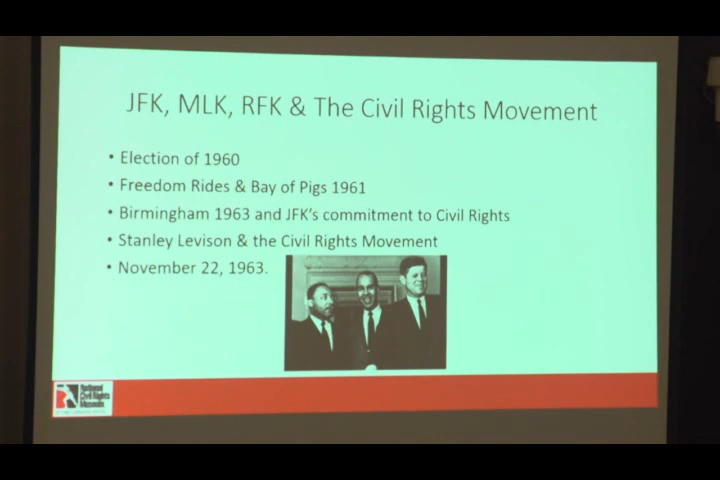 JFK, MLK, RFK & The Civil Rights Movement
• Election of 1960
• Freedom Rides & Bay of Pigs 1961
• Birmingham 1963 and JFK's commitment to Civil Rights
• Stanley Levison & the Civil Rights Movement
• November 22, 1963.
National
Civil Rights
Museum